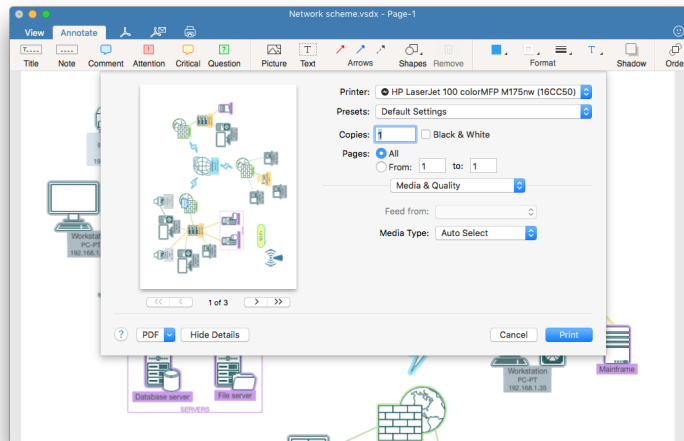 Network scheme.vsdx - Page-1
View Annotate
T.... ....
Title Note Comment Attention Critical Question Picture Text Arrows Shapes Remove Format Shadow
Printer: HP LaserJet 100 colorMFP M175nw (16CC50)
Presets: Default Settings
Copies: 1 Black & White
Pages: All
From: 1 to: 1
Media & Quality
Feed from:
Media Type: Auto Select
1 of 3
? PDF Hide Details Cancel Print
PC-PT
192.168.1.
Workstation
PC-PT
192.168.1.35
Mainframe
Database server File server
SERVERS